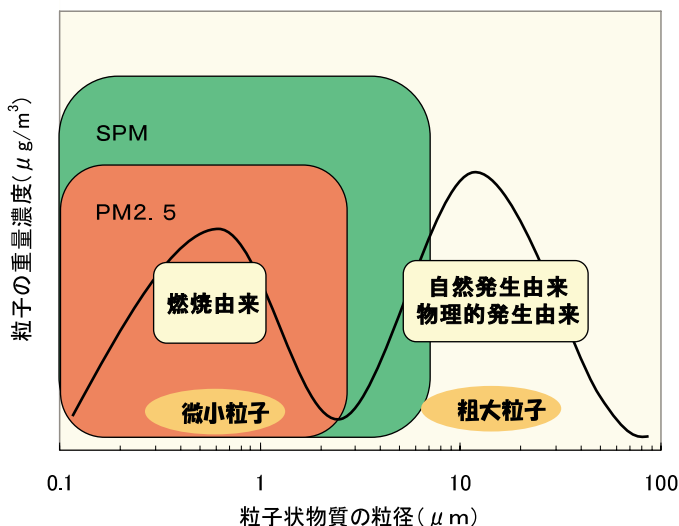 粒子の重量濃度(μg/m³)
SPM
PM2.5
燃焼由来
自然発生由来
物理的発生由来
微小粒子
粗大粒子
0.1
1
10
100
粒子状物質の粒径(μm)